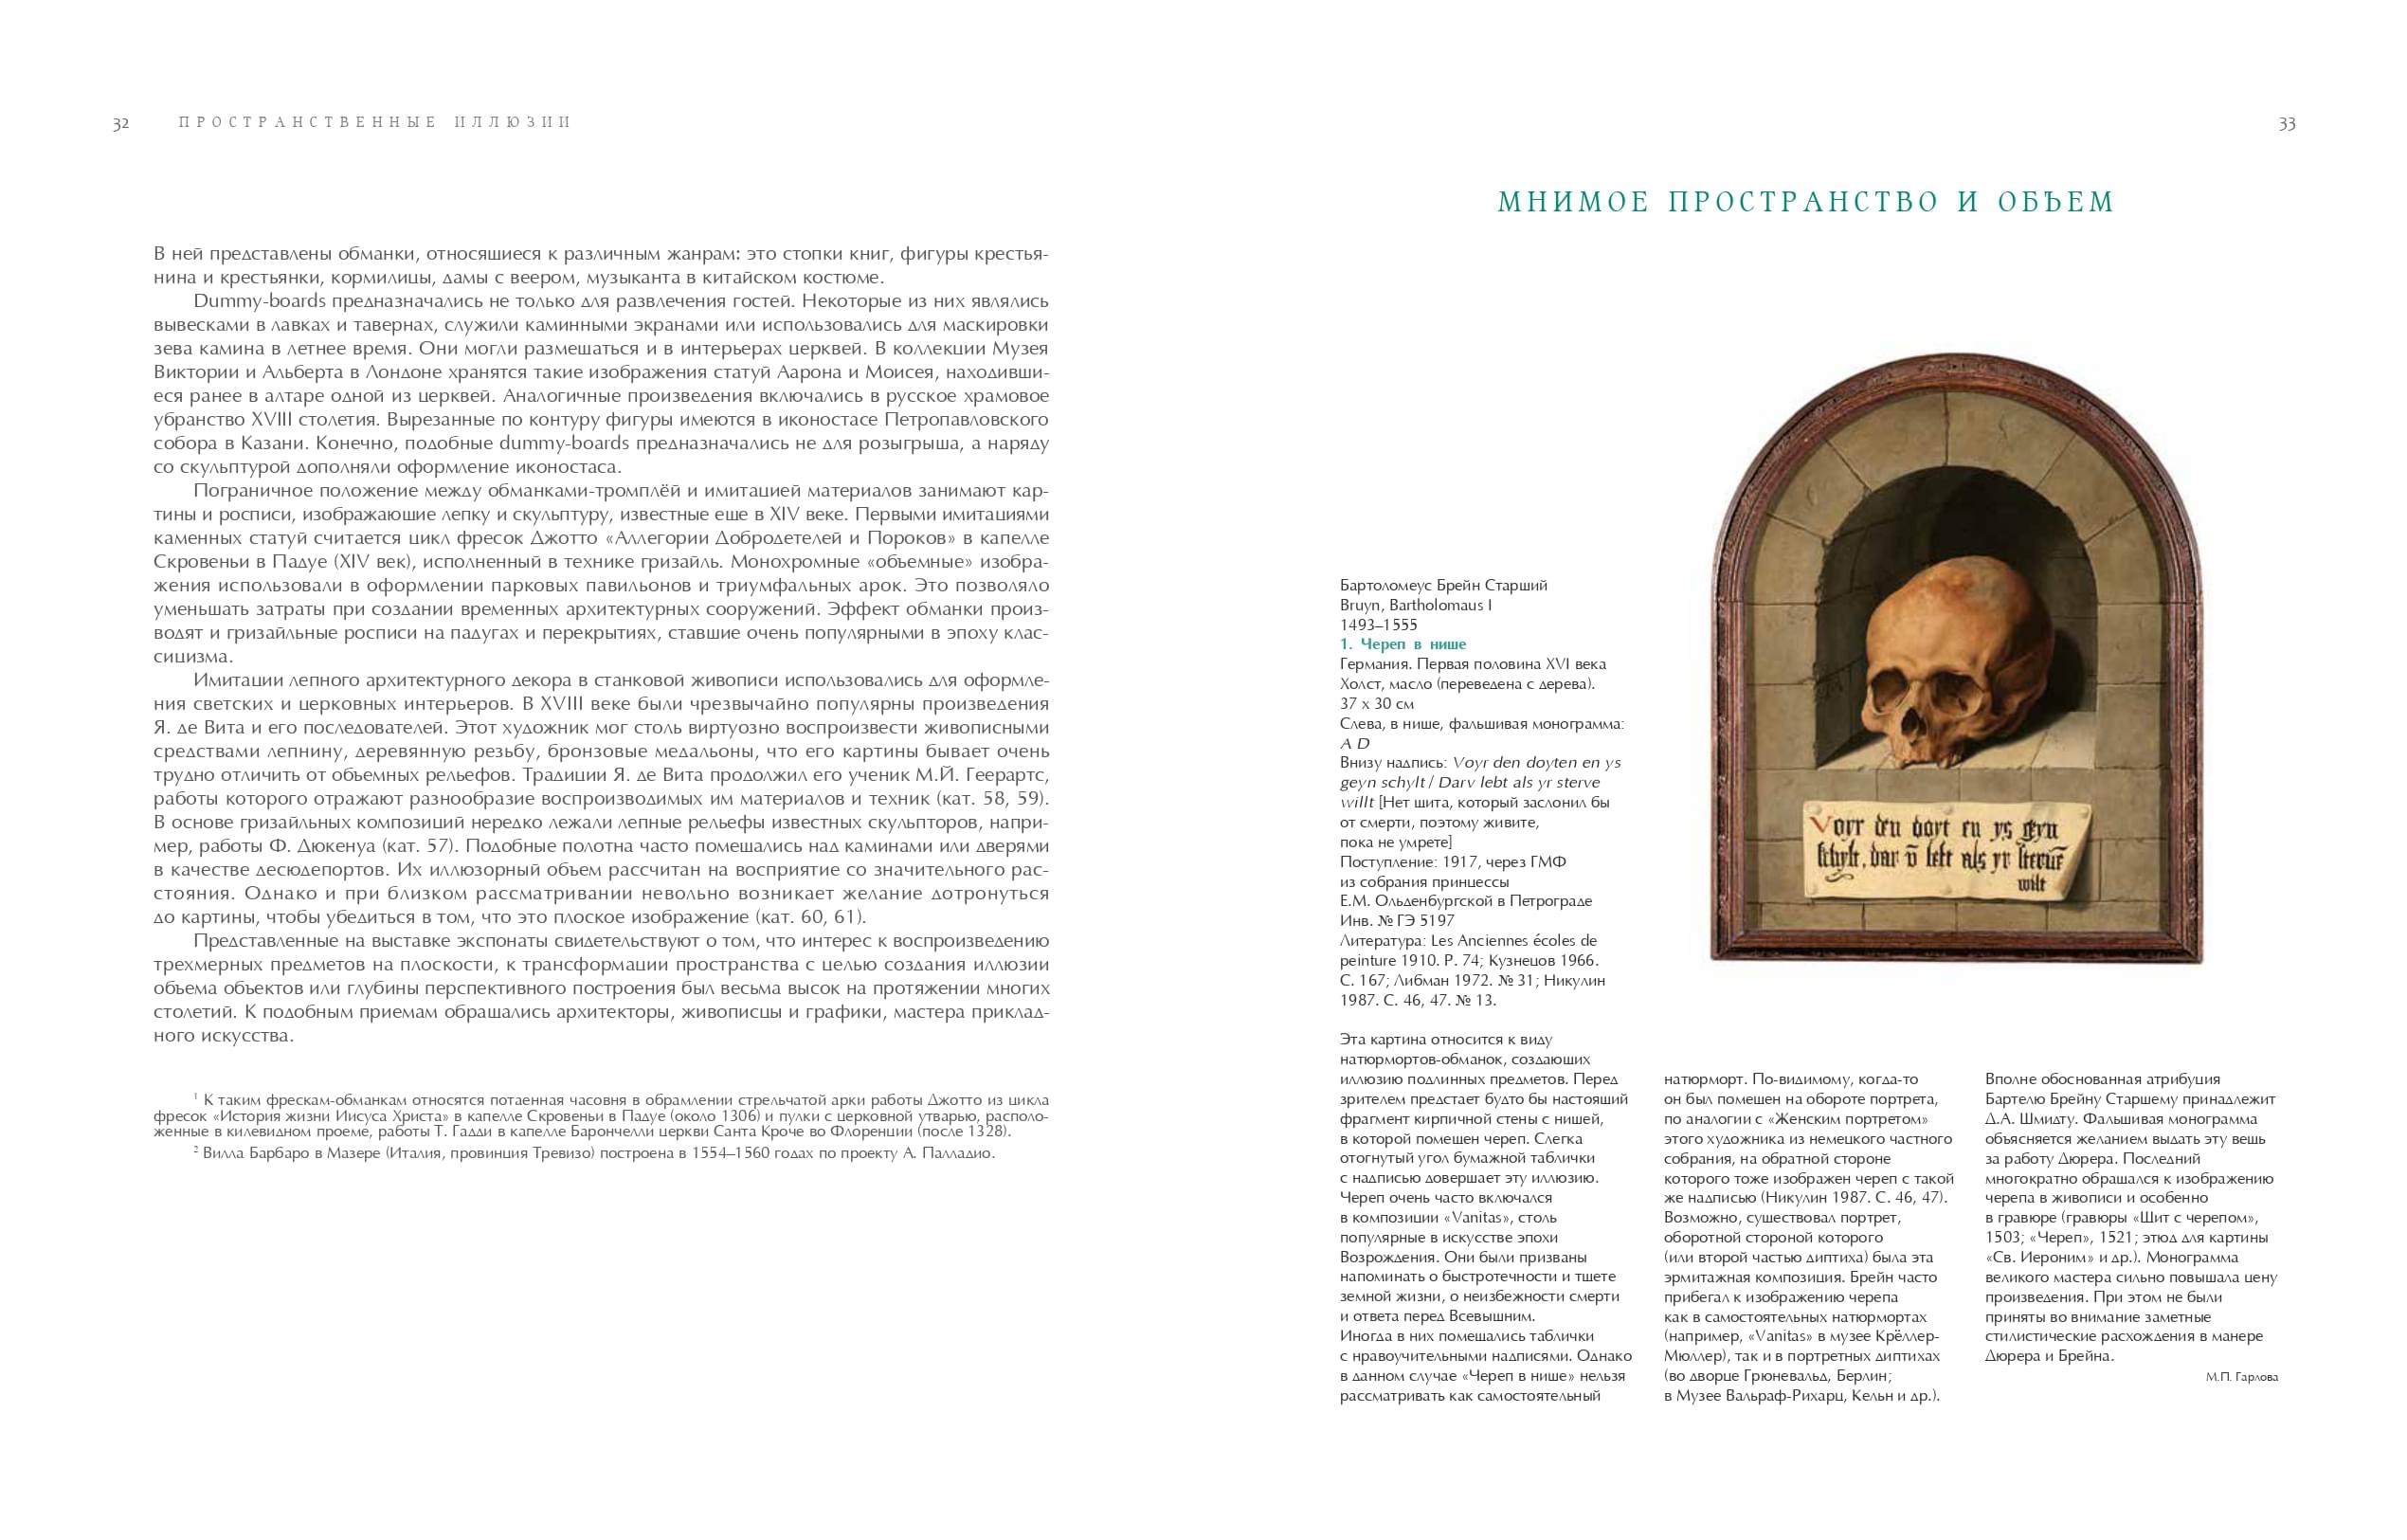 32 ПРОСТРАНСТВЕННЫЕ ИЛЛЮЗИИ
В ней представлены обманки, относящиеся к различным жанрам: это стопки книг, фигуры крестья-
нина и крестьянки, кормилицы, дамы с веером, музыканта в китайском костюме.
Dummy-boards предназначались не только для развлечения гостей. Некоторые из них являлись
вывесками в лавках и тавернах, служили каминными экранами или использовались для маскировки
зева камина в летнее время. Они могли размещаться и в интерьерах церквей. В коллекции Музея
Виктории и Альберта в Лондоне хранятся такие изображения статуй Аарона и Моисея, находивши-
еся ранее в алтаре одной из церквей. Аналогичные произведения включались в русское храмовое
убранство XVIII столетия. Вырезанные по контуру фигуры имеются в иконостасе Петропавловского
собора в Казани. Конечно, подобные dummy-boards предназначались не для розыгрыша, а наряду
со скульптурой дополняли оформление иконостаса.
Пограничное положение между обманками-тромплёй и имитацией материалов занимают кар-
тины и росписи, изображающие лепку и скульптуру, известные еще в XIV веке. Первыми имитациями
каменных статуй считается цикл фресок Джотто «Аллегории Добродетелей и Пороков» в капелле
Скровеньи в Падуе (XIV век), исполненный в технике гризайль. Монохромные «объемные» изобра-
жения использовали в оформлении парковых павильонов и триумфальных арок. Это позволяло
уменьшать затраты при создании временных архитектурных сооружений. Эффект обманки произ-
водят и гризайльные росписи на падугах и перекрытиях, ставшие очень популярными в эпоху клас-
сицизма.
Имитации лепного архитектурного декора в станковой живописи использовались для оформле-
ния светских и церковных интерьеров. В XVIII веке были чрезвычайно популярны произведения
Я. де Вита и его последователей. Этот художник мог столь виртуозно воспроизвести живописными
средствами лепнину, деревянную резьбу, бронзовые медальоны, что его картины бывает очень
трудно отличить от объемных рельефов. Традиции Я. де Вита продолжил его ученик М.Й. Геерартс,
работы которого отражают разнообразие воспроизводимых им материалов и техник (кат. 58, 59).
В основе гризайльных композиций нередко лежали лепные рельефы известных скульпторов, напри-
мер, работы Ф. Дюкенуа (кат. 57). Подобные полотна часто помещались над каминами или дверями
в качестве десюдепортов. Их иллюзорный объем рассчитан на восприятие со значительного рас-
стояния. Однако и при близком рассматривании невольно возникает желание дотронуться
до картины, чтобы убедиться в том, что это плоское изображение (кат. 60, 61).
Представленные на выставке экспонаты свидетельствуют о том, что интерес к воспроизведению
трехмерных предметов на плоскости, к трансформации пространства с целью создания иллюзии
объема объектов или глубины перспективного построения был весьма высок на протяжении многих
столетий. К подобным приемам обращались архитекторы, живописцы и графики, мастера приклад-
ного искусства.
1 К таким фрескам-обманкам относятся потаенная часовня в обрамлении стрельчатой арки работы Джотто из цикла
фресок «История жизни Иисуса Христа» в капелле Скровеньи в Падуе (около 1306) и пулки с церковной утварью, располо-
женные в килевидном проеме, работы Т. Гадди в капелле Барончелли церкви Санта Кроче во Флоренции (после 1328).
2 Вилла Барбаро в Мазере (Италия, провинция Тревизо) построена в 1554–1560 годах по проекту А. Палладио.
33
МНИМОЕ ПРОСТРАНСТВО И ОБЪЕМ
Бартоломеус Брейн Старший
Bruyn, Bartholomaus I
1493–1555
1. Череп в нише
Германия. Первая половина XVI века
Холст, масло (переведена с дерева).
37 х 30 см
Слева, в нише, фальшивая монограмма:
A D
Внизу надпись: Voyr den doyten en ys
geyn schylt / Darv lebt als yr sterve
willt [Нет щита, который заслонил бы
от смерти, поэтому живите,
пока не умрете]
Поступление: 1917, через ГМФ
из собрания принцессы
Е.М. Ольденбургской в Петрограде
Инв. № ГЭ 5197
Литература: Les Anciennes écoles de
peinture 1910. P. 74; Кузнецов 1966.
С. 167; Либман 1972. № 31; Никулин
1987. С. 46, 47. № 13.
Vorr den doyt en ys geyn
schylt, dar v̄ lebt als yr sterue
wilt
Эта картина относится к виду
натюрмортов-обманок, создающих
иллюзию подлинных предметов. Перед
зрителем предстает будто бы настоящий
фрагмент кирпичной стены с нишей,
в которой помещен череп. Слегка
отогнутый угол бумажной таблички
с надписью довершает эту иллюзию.
Череп очень часто включался
в композиции «Vanitas», столь
популярные в искусстве эпохи
Возрождения. Они были призваны
напоминать о быстротечности и тщете
земной жизни, о неизбежности смерти
и ответа перед Всевышним.
Иногда в них помещались таблички
с нравоучительными надписями. Однако
в данном случае «Череп в нише» нельзя
рассматривать как самостоятельный
натюрморт. По-видимому, когда-то
он был помещен на обороте портрета,
по аналогии с «Женским портретом»
этого художника из немецкого частного
собрания, на обратной стороне
которого тоже изображен череп с такой
же надписью (Никулин 1987. С. 46, 47).
Возможно, существовал портрет,
оборотной стороной которого
(или второй частью диптиха) была эта
эрмитажная композиция. Брейн часто
прибегал к изображению черепа
как в самостоятельных натюрмортах
(например, «Vanitas» в музее Крёллер-
Мюллер), так и в портретных диптихах
(во дворце Грюневальд, Берлин;
в Музее Вальраф-Рихарц, Кельн и др.).
Вполне обоснованная атрибуция
Бартелю Брейну Старшему принадлежит
Д.А. Шмидту. Фальшивая монограмма
объясняется желанием выдать эту вещь
за работу Дюрера. Последний
многократно обращался к изображению
черепа в живописи и особенно
в гравюре (гравюры «Щит с черепом»,
1503; «Череп», 1521; этюд для картины
«Св. Иероним» и др.). Монограмма
великого мастера сильно повышала цену
произведения. При этом не были
приняты во внимание заметные
стилистические расхождения в манере
Дюрера и Брейна.
М.П. Гарлова